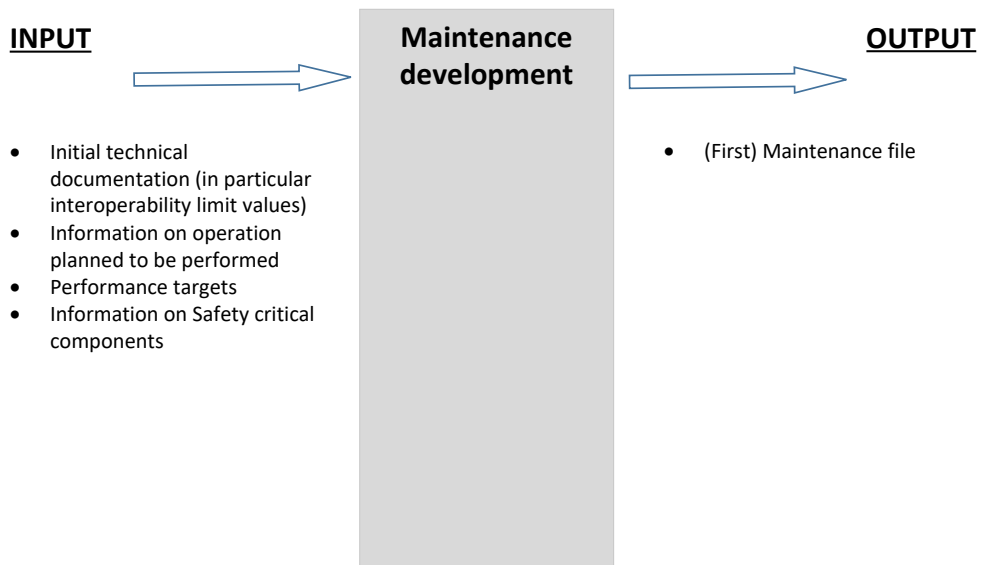 INPUT
Maintenance
development
OUTPUT
• Initial technical
documentation (in particular
interoperability limit values)
• Information on operation
planned to be performed
• Performance targets
• Information on Safety critical
components
• (First) Maintenance file